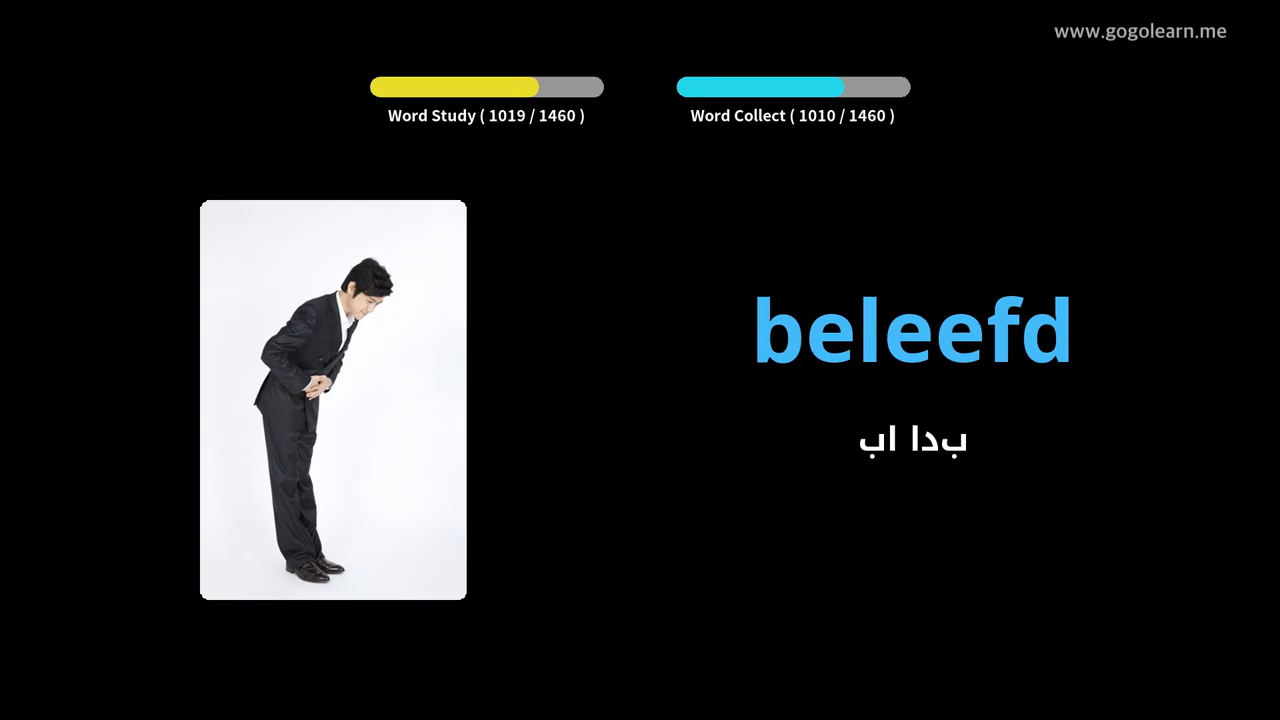 www.gogolearn.me
Word Study ( 1019 / 1460 )
Word Collect ( 1010 / 1460 )
beleefd
بدا اب